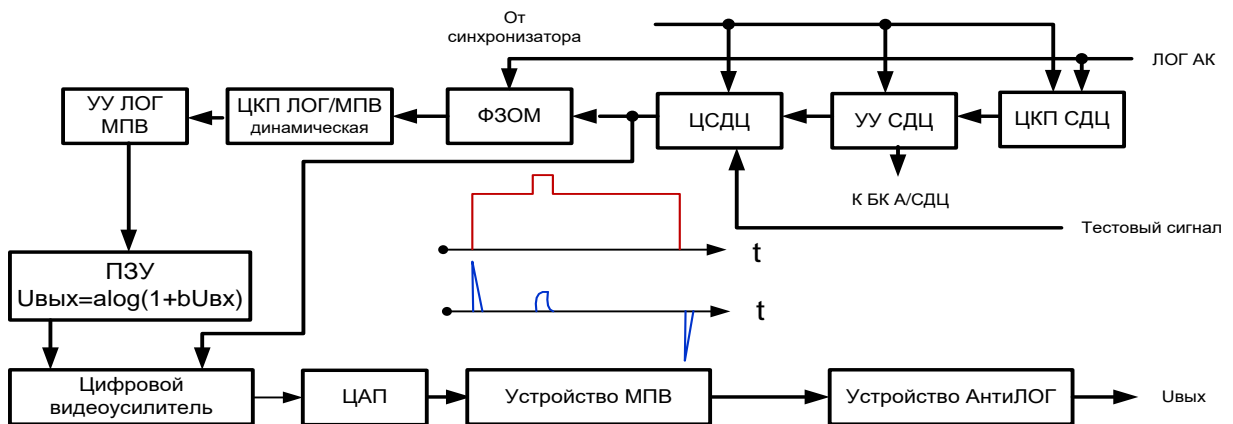 От
синхронизатора
ЛОГ АК
УУ ЛОГ
МПВ
ЦКП ЛОГ/МПВ
динамическая
ФЗОМ
ЦСДЦ
УУ СДЦ
ЦКП СДЦ
К БК А/СДЦ
Тестовый сигнал
t
ПЗУ
Uвых=alog(1+bUвх)
t
Цифровой
видеоусилитель
ЦАП
Устройство МПВ
Устройство АнтиЛОГ
Uвых